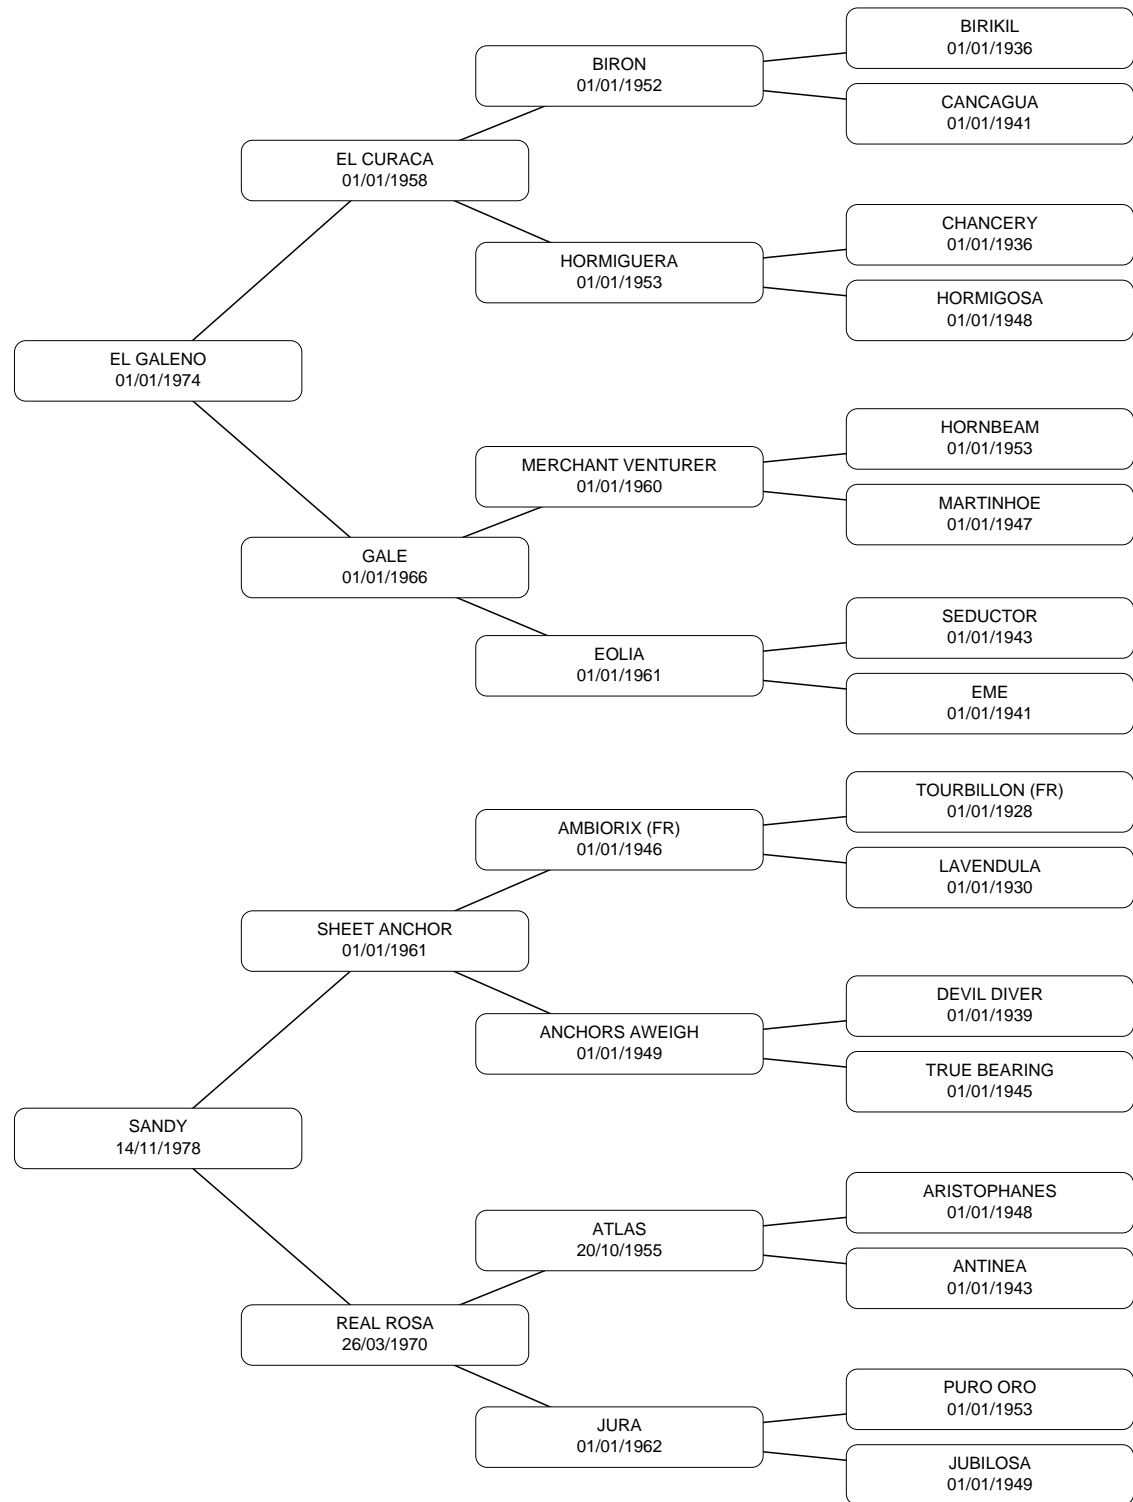 BIRIKIL
01/01/1936
BIRON
01/01/1952
CANCAGUA
01/01/1941
EL CURACA
01/01/1958
CHANCERY
01/01/1936
HORMIGUERA
01/01/1953
HORMIGOSA
01/01/1948
EL GALENO
01/01/1974
HORNBEAM
01/01/1953
MERCHANT VENTURER
01/01/1960
MARTINHOE
01/01/1947
GALE
01/01/1966
SEDUCTOR
01/01/1943
EOLIA
01/01/1961
EME
01/01/1941
TOURBILLON (FR)
01/01/1928
AMBIORIX (FR)
01/01/1946
LAVENDULA
01/01/1930
SHEET ANCHOR
01/01/1961
DEVIL DIVER
01/01/1939
ANCHORS AWEIGH
01/01/1949
TRUE BEARING
01/01/1945
SANDY
14/11/1978
ARISTOPHANES
01/01/1948
ATLAS
20/10/1955
ANTINEA
01/01/1943
REAL ROSA
26/03/1970
PURO ORO
01/01/1953
JURA
01/01/1962
JUBILOSA
01/01/1949